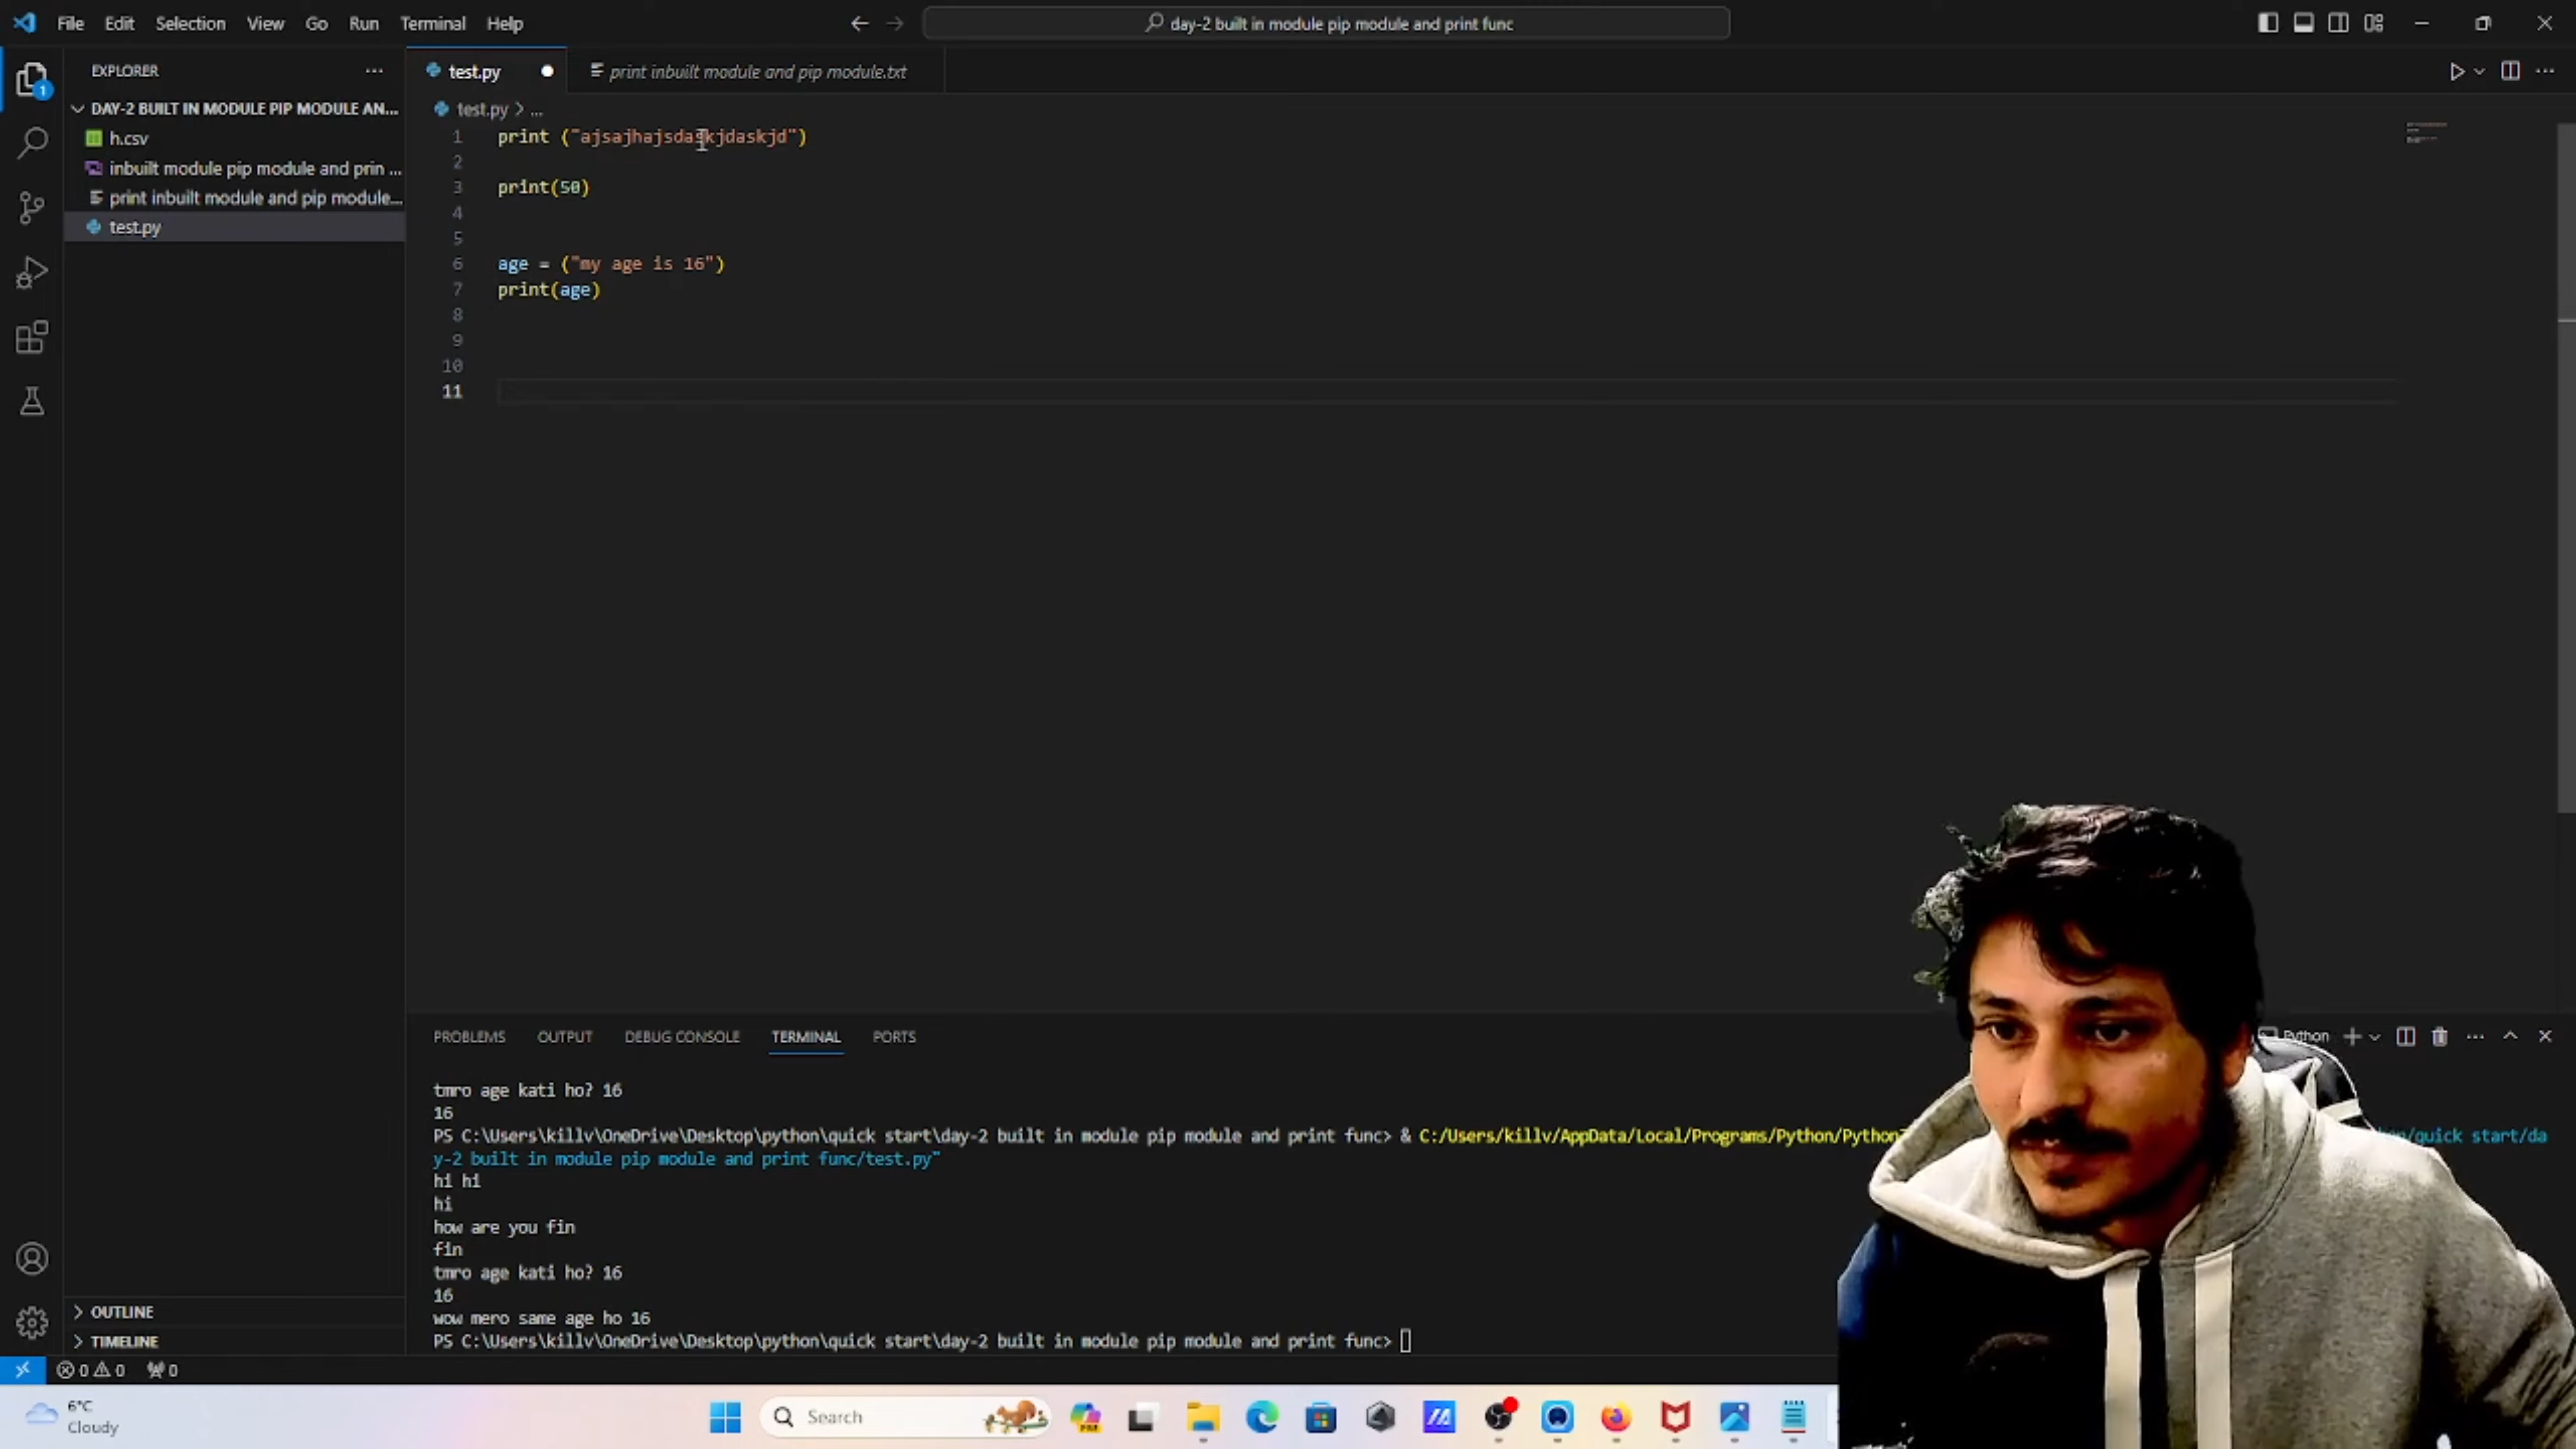 File Edit Selection View Go Run Terminal Help
day-2 built in module pip module and print func
EXPLORER
test.py
print inbuilt module and pip module.txt
DAY-2 BUILT IN MODULE PIP MODULE AN...
h.csv
inbuilt module pip module and prin ...
print inbuilt module and pip module...
test.py
1
test.py > ...
1 print ("ajsajhajsdaskjdaskjd")
2
3 print(50)
4
5
6 age = ("my age is 16")
7 print(age)
8
9
10
11
PROBLEMS OUTPUT DEBUG CONSOLE TERMINAL PORTS
Python
tmro age kati ho? 16
16
PS C:\Users\killv\OneDrive\Desktop\python\quick start\day-2 built in module pip module and print func> & C:/Users/killv/AppData/Local/Programs/Python/Python /quick start/da
y-2 built in module pip module and print func/test.py"
hi hi
hi
how are you fin
fin
tmro age kati ho? 16
16
wow mero same age ho 16
PS C:\Users\killv\OneDrive\Desktop\python\quick start\day-2 built in module pip module and print func>
OUTLINE
TIMELINE
0 0 0
6°C
Cloudy
Search